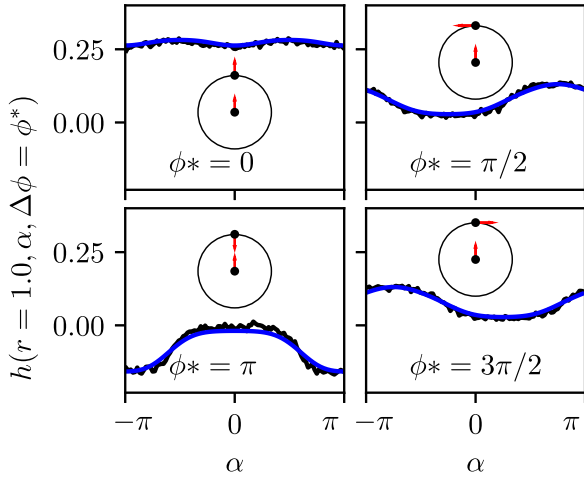 h(r = 1.0, α, Δϕ = ϕ*)
0.25
0.00
ϕ* = 0
ϕ* = π/2
0.25
0.00
ϕ* = π
ϕ* = 3π/2
−π 0 π −π 0 π
α α